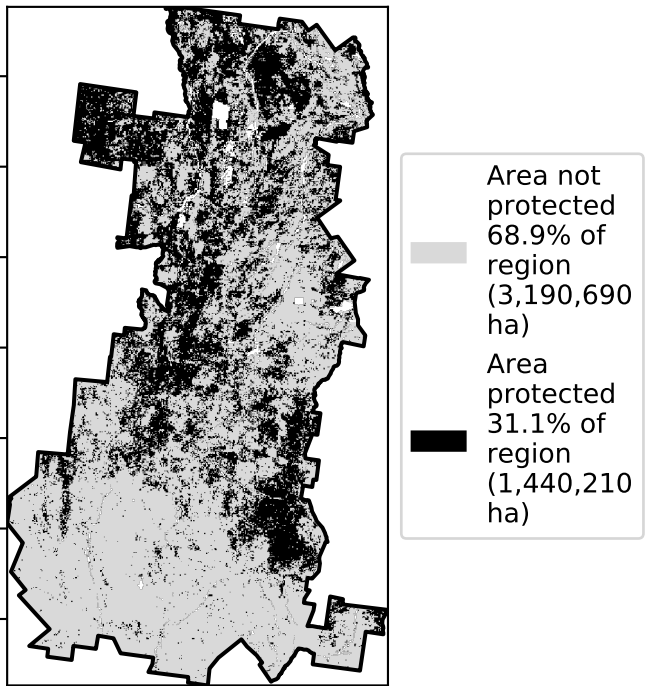 Area not
protected
68.9% of
region
(3,190,690
ha)
Area
protected
31.1% of
region
(1,440,210
ha)